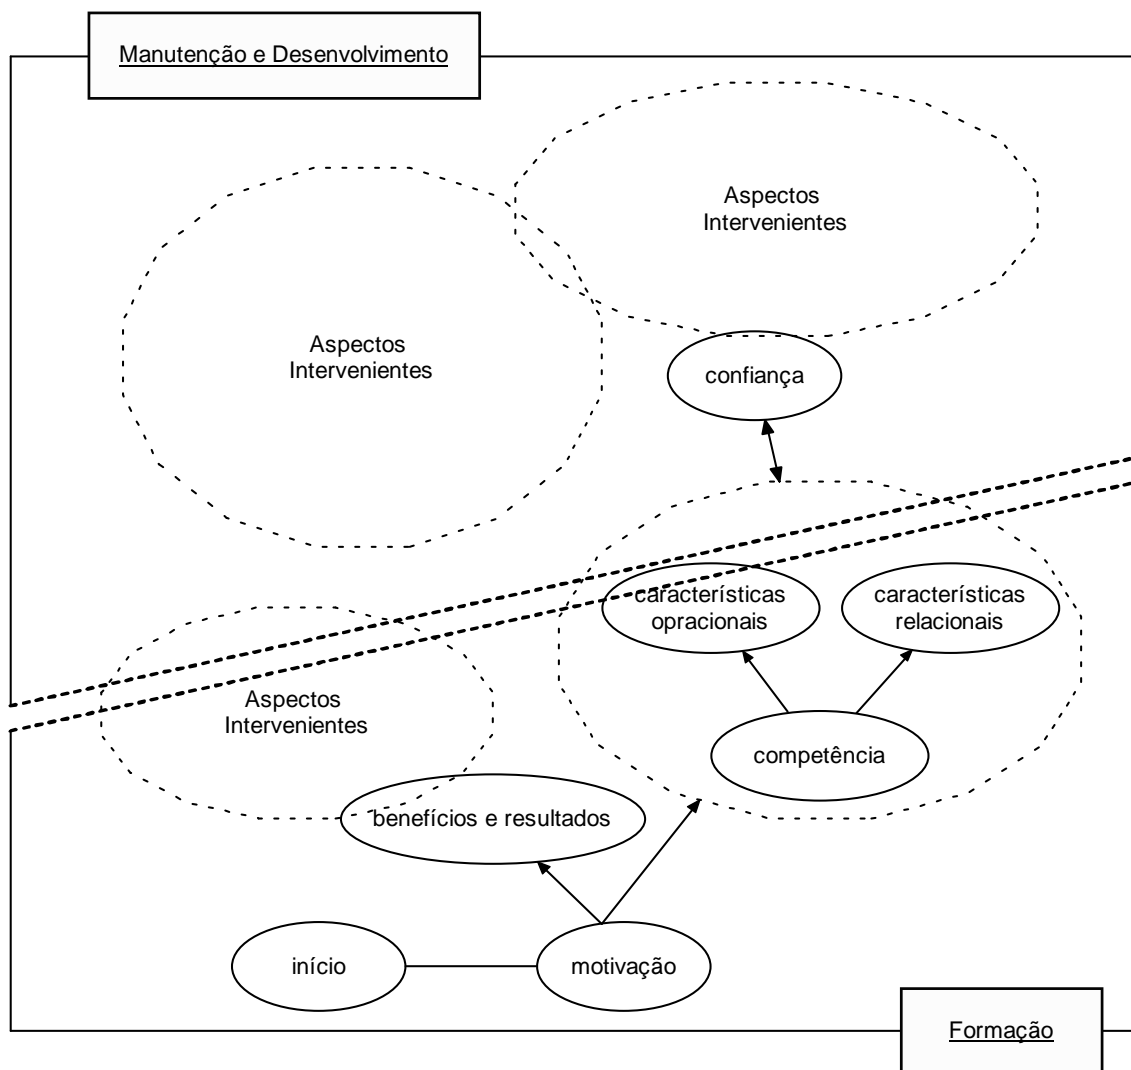 Manutenção e Desenvolvimento
Aspectos
Intervenientes
Aspectos
Intervenientes
confiança
características
opracionais
características
relacionais
Aspectos
Intervenientes
competência
benefícios e resultados
início
motivação
Formação